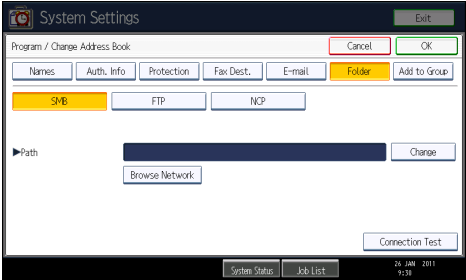 System Settings
Exit
Program / Change Address Book
Cancel
OK
Names
Auth. Info
Protection
Fax Dest.
E-mail
Folder
Add to Group
SMB
FTP
NCP
▶Path
Change
Browse Network
Connection Test
System Status
Job List
26 JAN 2011
9:30